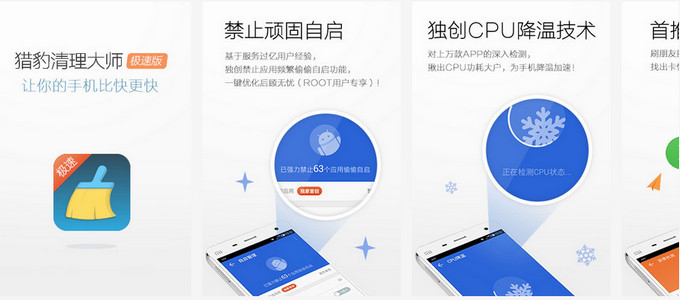 猎豹清理大师 极速版
让你的手机比快更快
极速
禁止顽固自启
基于服务过亿用户经验，
独创禁止应用频繁偷偷自启功能，
一键优化后顾无忧（ROOT用户专享）！
已强力禁止63个应用偷偷自启
独家首创
独创CPU降温技术
对上万款APP的深入检测，
揪出CPU功耗大户，为手机降温加速！
正在检测CPU状态...
CPU降温
首推
刷朋友圈
找出卡慢